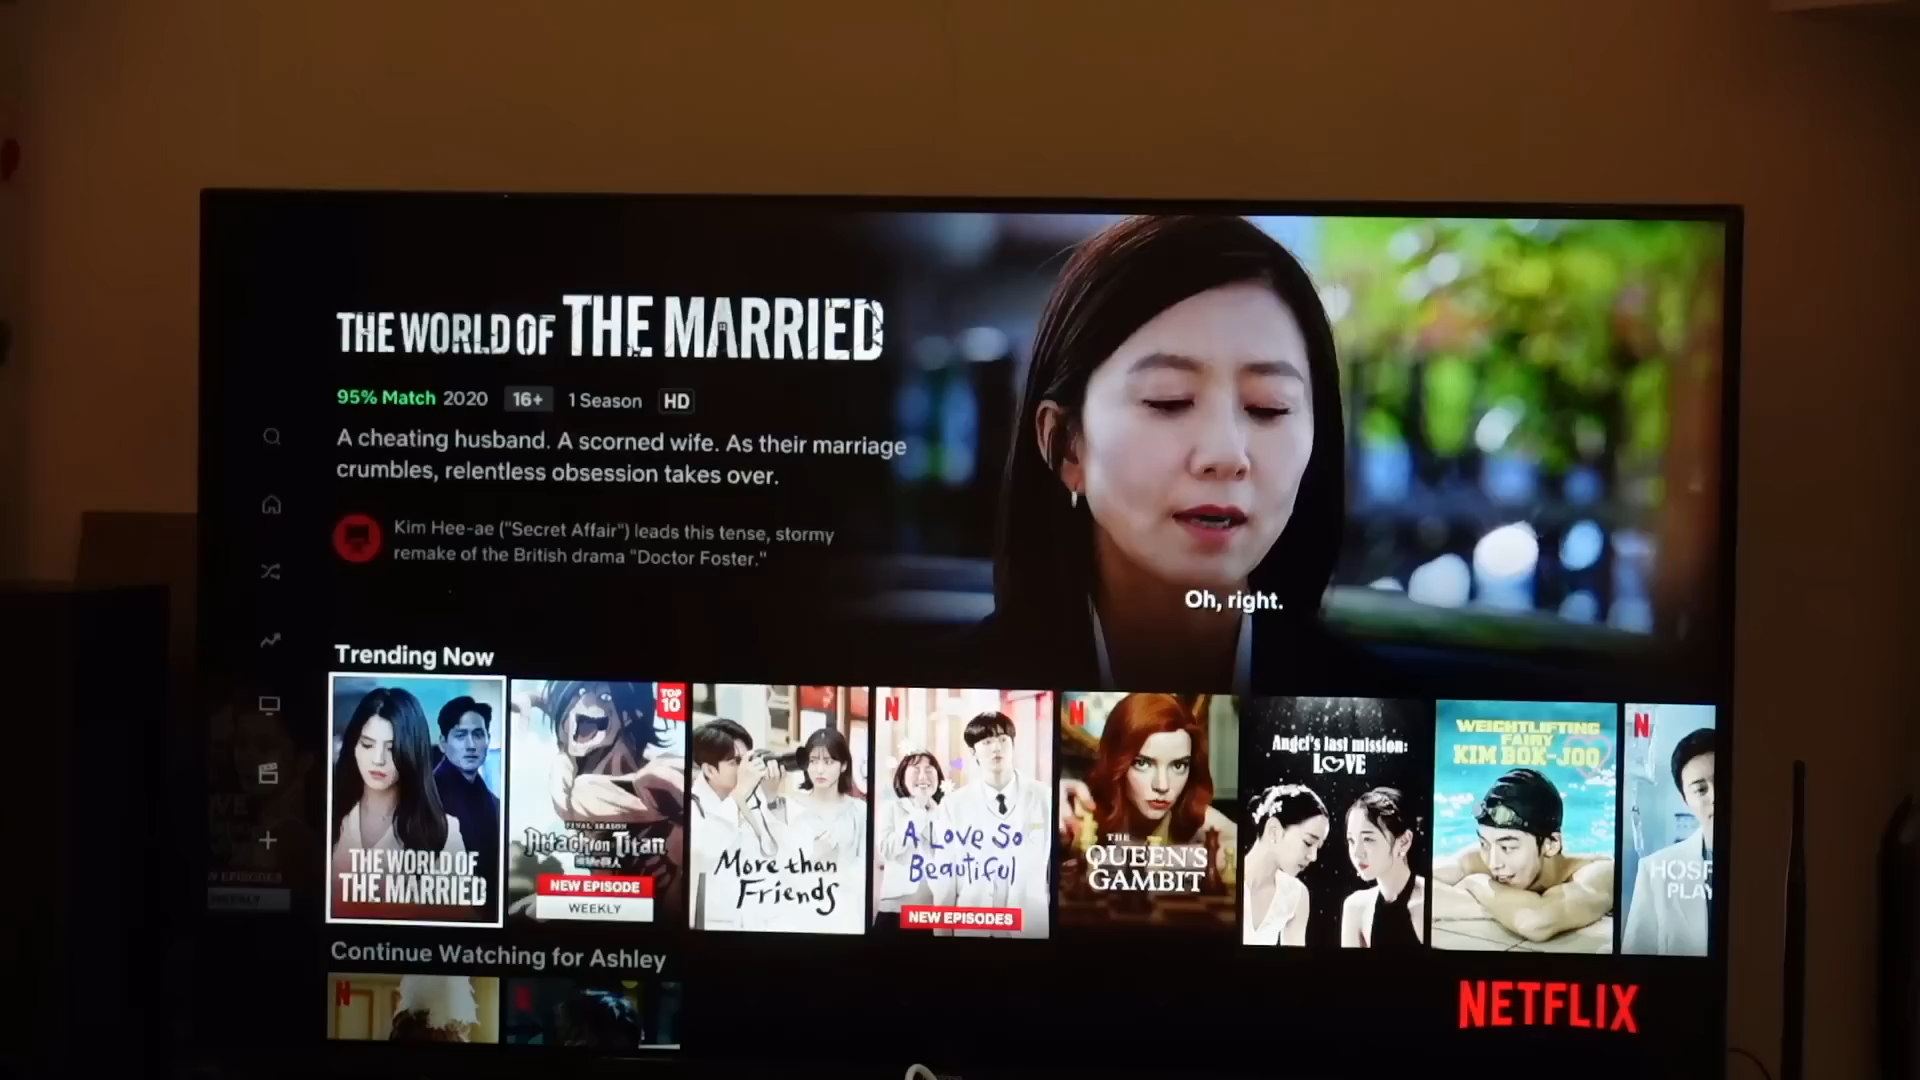 THE WORLD OF THE MARRIED
95% Match 2020 16+ 1 Season HD
A cheating husband. A scorned wife. As their marriage
crumbles, relentless obsession takes over.
Kim Hee-ae ("Secret Affair") leads this tense, stormy
remake of the British drama "Doctor Foster."
Oh, right.
Trending Now
THE WORLD OF
THE MARRIED
TOP
10
FINAL SEASON
Attack on Titan
NEW EPISODE
WEEKLY
More than
Friends
N
A Love So
Beautiful
NEW EPISODES
N
THE
QUEEN'S
GAMBIT
Angel's last mission:
LOVE
WEIGHTLIFTING
FAIRY
KIM BOK-JOO
N
HOSP
PLAY
Continue Watching for Ashley
N
N
NETFLIX